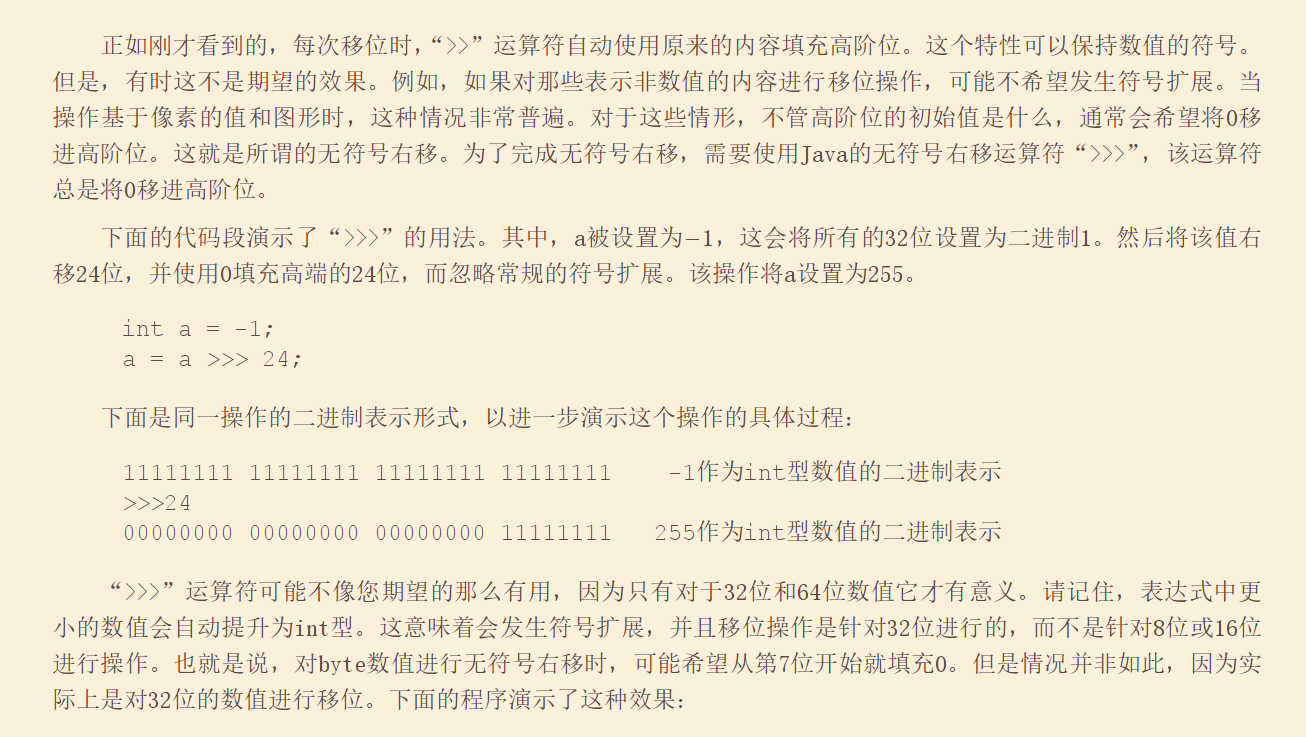 正如刚才看到的，每次移位时，“>>”运算符自动使用原来的内容填充高阶位。这个特性可以保持数值的符号。
但是，有时这不是期望的效果。例如，如果对那些表示非数值的内容进行移位操作，可能不希望发生符号扩展。当
操作基于像素的值和图形时，这种情况非常普遍。对于这些情形，不管高阶位的初始值是什么，通常会希望将0移
进高阶位。这就是所谓的无符号右移。为了完成无符号右移，需要使用Java的无符号右移运算符“>>>”，该运算符
总是将0移进高阶位。
下面的代码段演示了“>>>”的用法。其中，a被设置为−1，这会将所有的32位设置为二进制1。然后将该值右
移24位，并使用0填充高端的24位，而忽略常规的符号扩展。该操作将a设置为255。
int a = -1;
a = a >>> 24;
下面是同一操作的二进制表示形式，以进一步演示这个操作的具体过程：
11111111 11111111 11111111 11111111    -1作为int型数值的二进制表示
>>>24
00000000 00000000 00000000 11111111   255作为int型数值的二进制表示
“>>>”运算符可能不像您期望的那么有用，因为只有对于32位和64位数值它才有意义。请记住，表达式中更
小的数值会自动提升为int型。这意味着会发生符号扩展，并且移位操作是针对32位进行的，而不是针对8位或16位
进行操作。也就是说，对byte数值进行无符号右移时，可能希望从第7位开始就填充0。但是情况并非如此，因为实
际上是对32位的数值进行移位。下面的程序演示了这种效果：